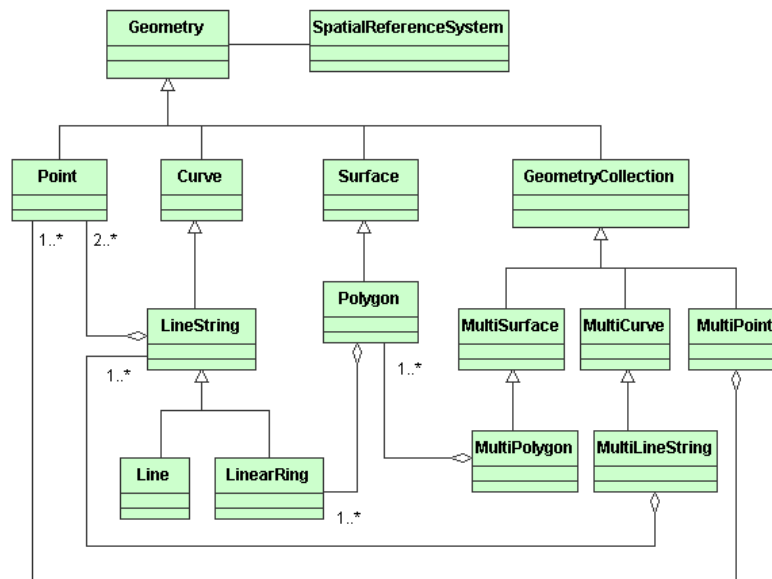 Geometry
SpatialReferenceSystem
Point
Curve
Surface
GeometryCollection
1..*
2..*
LineString
Polygon
MultiSurface
MultiCurve
MultiPoint
1..*
1..*
Line
LinearRing
MultiPolygon
MultiLineString
1..*